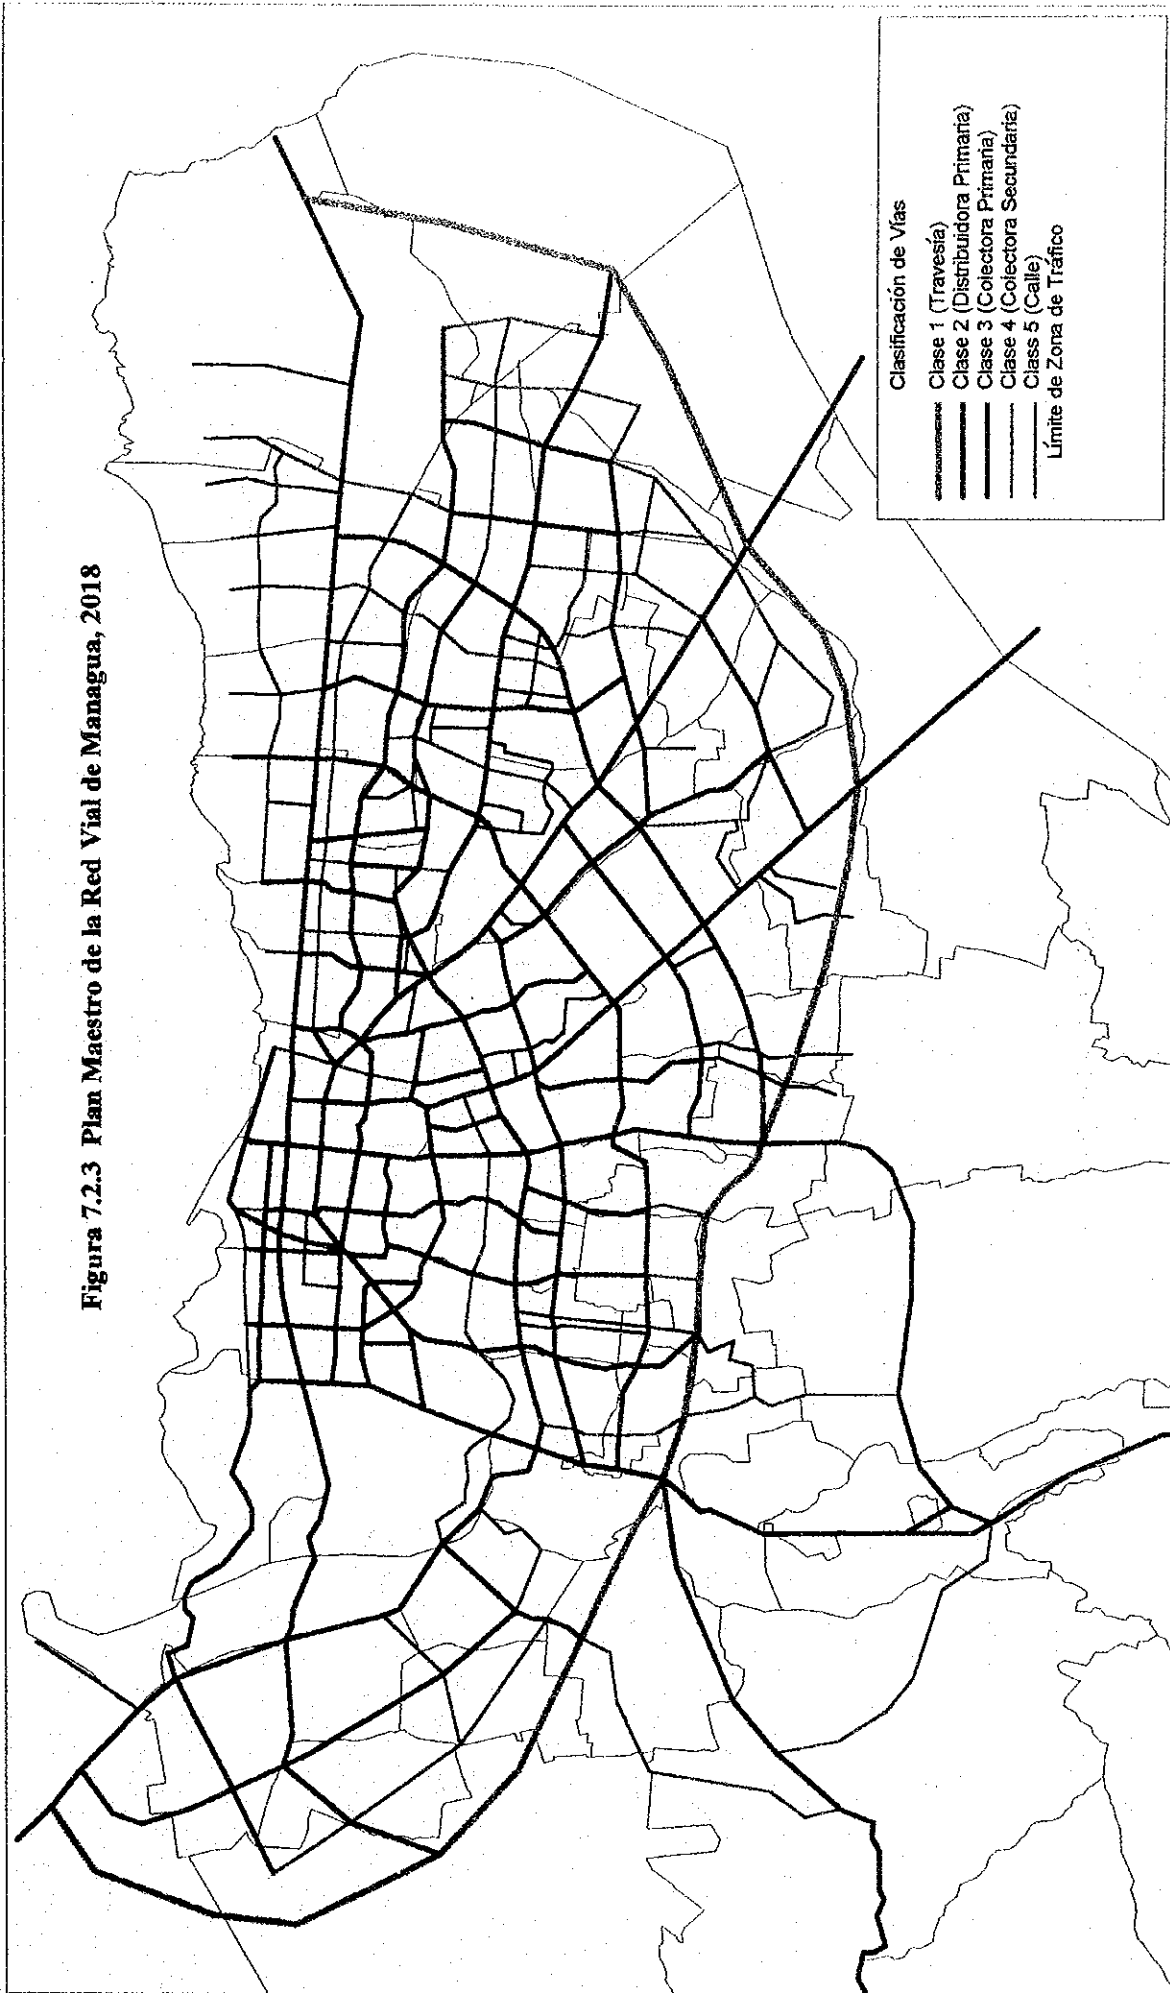 Figura 7.2.3 Plan Maestro de la Red Vial de Managua, 2018
Clasificación de Vías
Clase 1 (Travesía)
Clase 2 (Distribuidora Primaria)
Clase 3 (Colectora Primaria)
Clase 4 (Colectora Secundaria)
Class 5 (Calle)
Límite de Zona de Tráfico